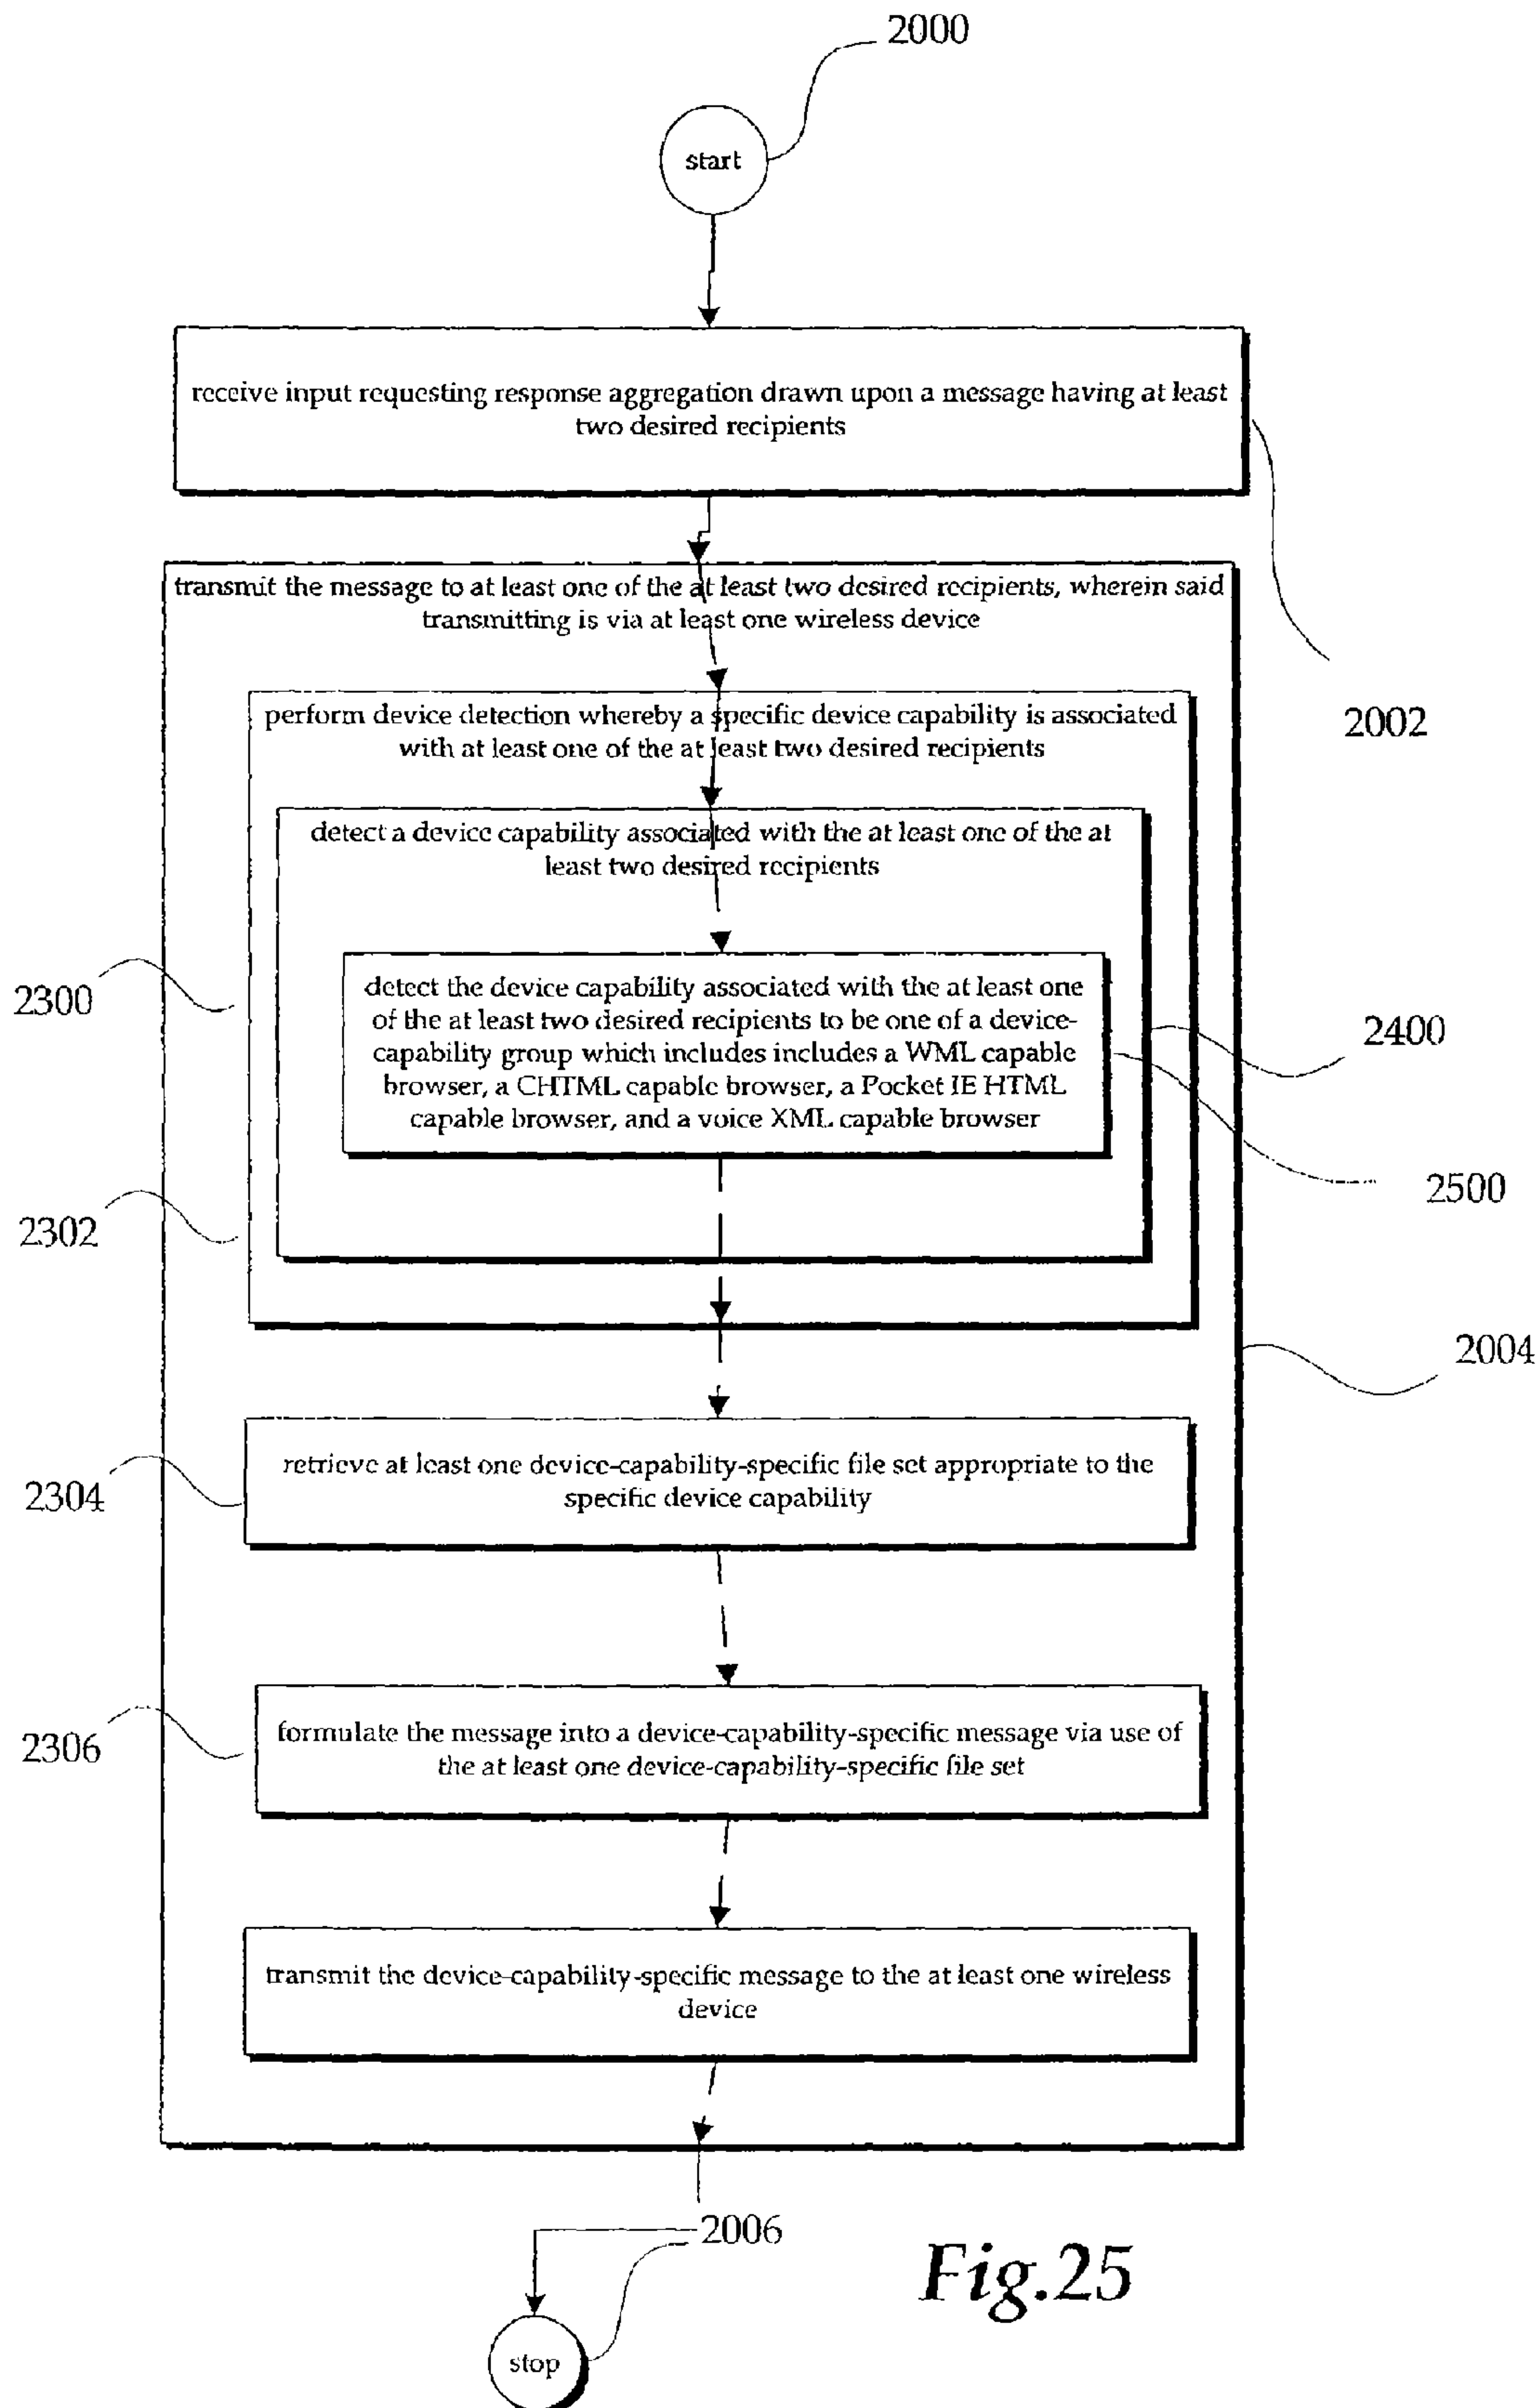 2000
start
receive input requesting response aggregation drawn upon a message having at least
two desired recipients
transmit the message to at least one of the at least two desired recipients, wherein said
transmitting is via at least one wireless device
2002
perform device detection whereby a specific device capability is associated
with at least one of the at least two desired recipients
detect a device capability associated with the at least one of the at
least two desired recipients
2300
detect the device capability associated with the at least one
of the at least two desired recipients to be one of a device-
capability group which includes includes a WML capable
browser, a CHTML capable browser, a Pocket IE HTML
capable browser, and a voice XML capable browser
2400
2500
2302
2004
2304
retrieve at least one device-capability-specific file set appropriate to the
specific device capability
2306
formulate the message into a device-capability-specific message via use of
the at least one device-capability-specific file set
transmit the device-capability-specific message to the at least one wireless
device
2006
Fig.25
stop